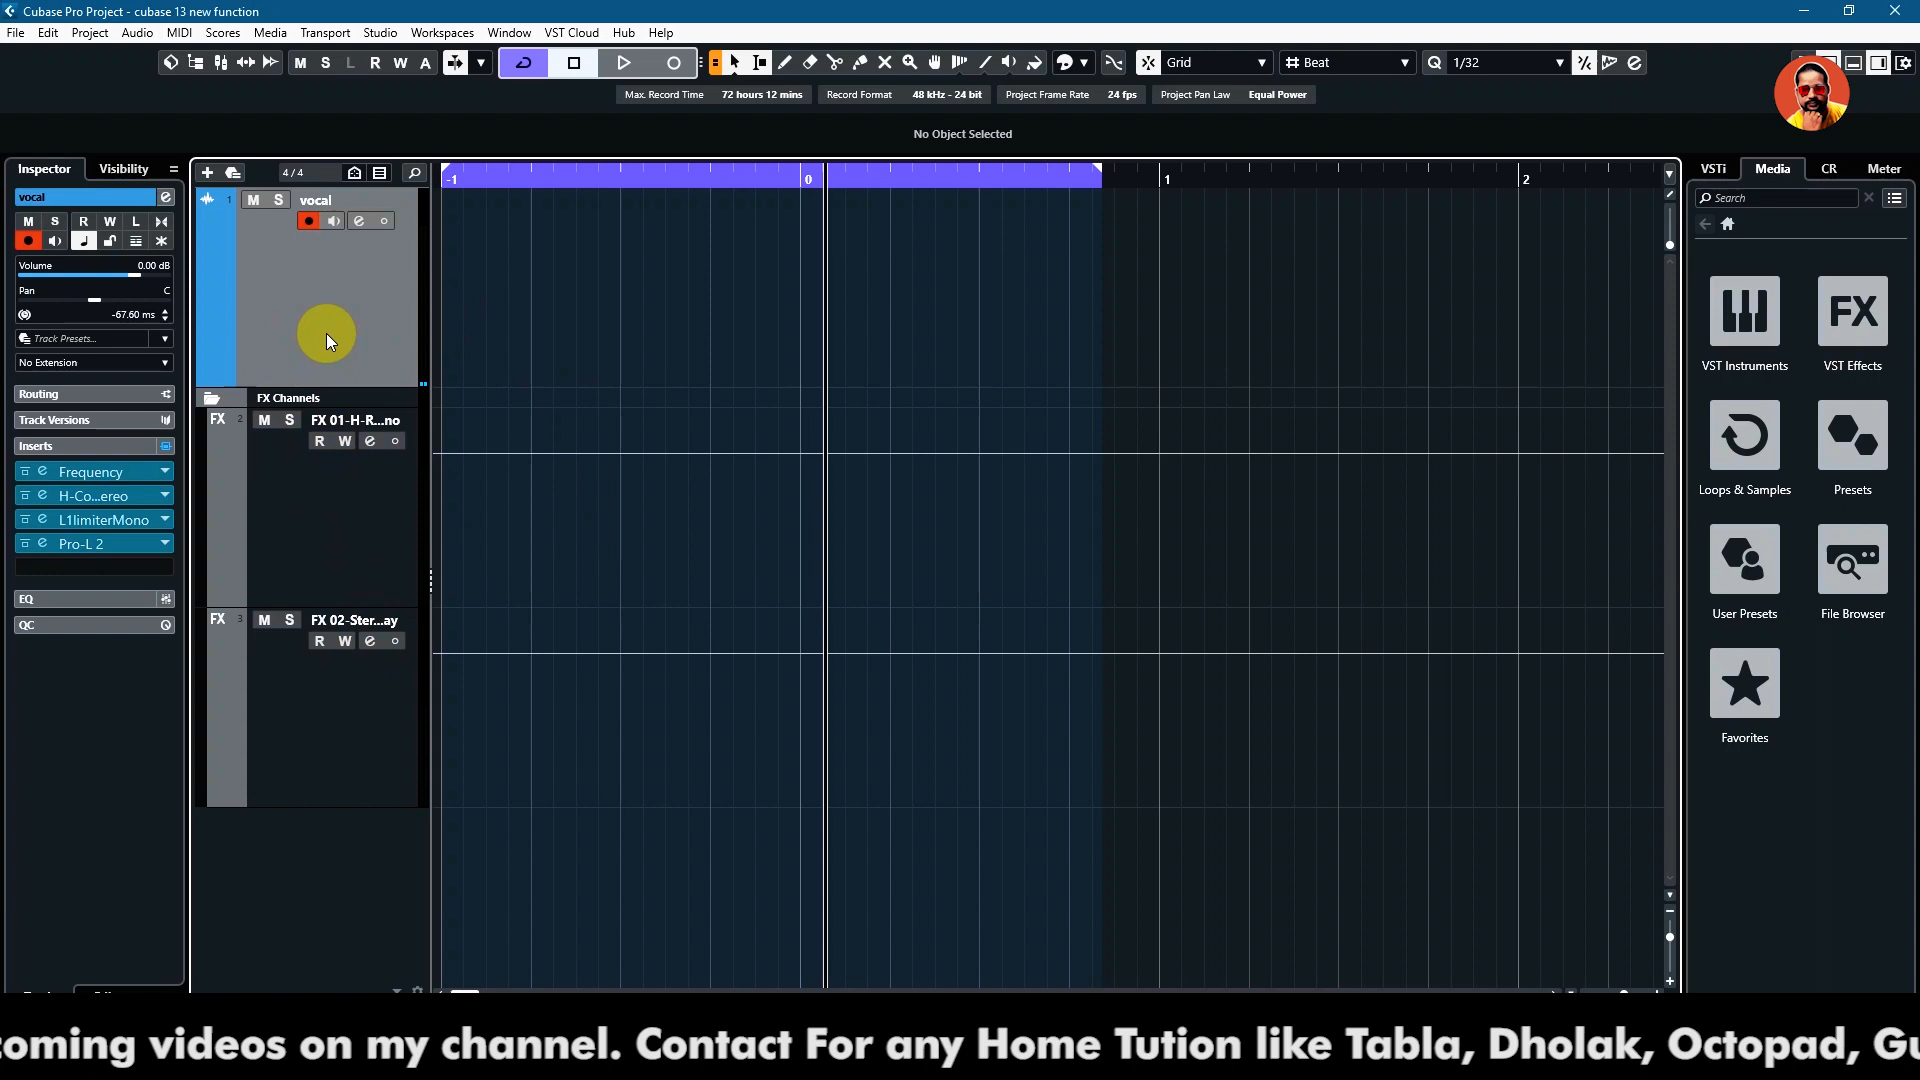 Cubase Pro Project - cubase 13 new function
File Edit Project Audio MIDI Scores Media Transport Studio Workspaces Window VST Cloud Hub Help
M S L R W A Grid Beat Q 1/32
Max. Record Time 72 hours 12 mins Record Format 48 kHz - 24 bit Project Frame Rate 24 fps Project Pan Law Equal Power
No Object Selected
Inspector Visibility
vocal
M S R W L
Volume 0.00 dB
Pan C
-67.60 ms
Track Presets...
No Extension
Routing
Track Versions
Inserts
Frequency
H-Co...ereo
L1limiterMono
Pro-L 2
EQ
QC
4 / 4
1 M S vocal
FX Channels
FX 2 M S FX 01-H-R...no
R W
FX 3 M S FX 02-Ster...ay
R W
-1 0 1 2
VSTi Media CR Meter
Search
FX
VST Instruments VST Effects
Loops & Samples Presets
User Presets File Browser
Favorites
coming videos on my channel. Contact For any Home Tution like Tabla, Dholak, Octopad, Gu